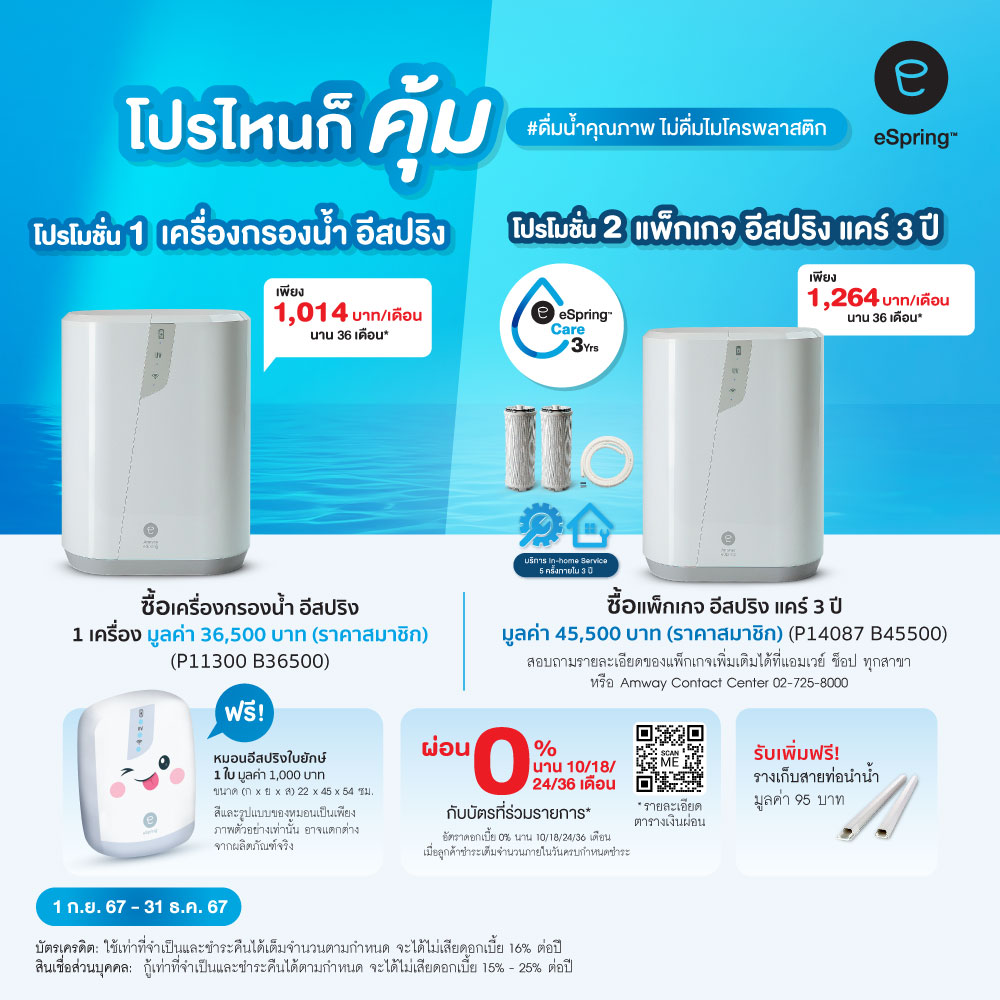 โปรไหนก็ คุ้ม
#ดื่มน้ำคุณภาพ ไม่ดื่มไมโครพลาสติก
eSpring™
โปรโมชั่น 1 เครื่องกรองน้ำ อีสปริง
เพียง
1,014 บาท/เดือน
นาน 36 เดือน*
Amway
eSpring
โปรโมชั่น 2 แพ็กเกจ อีสปริง แคร์ 3 ปี
eSpring™
Care
3Yrs
เพียง
1,264 บาท/เดือน
นาน 36 เดือน*
บริการ In-home Service
5 ครั้งภายใน 3 ปี
Amway
eSpring
ซื้อเครื่องกรองน้ำ อีสปริง
1 เครื่อง มูลค่า 36,500 บาท (ราคาสมาชิก)
(P11300 B36500)
ซื้อแพ็กเกจ อีสปริง แคร์ 3 ปี
มูลค่า 45,500 บาท (ราคาสมาชิก) (P14087 B45500)
สอบถามรายละเอียดของแพ็กเกจเพิ่มเติมได้ที่แอมเวย์ ช็อป ทุกสาขา
หรือ Amway Contact Center 02-725-8000
ฟรี!
หมอนอีสปริงใบยักษ์
1 ใบ มูลค่า 1,000 บาท
ขนาด (ก x ย x ส) 22 x 45 x 54 ซม.
สีและรูปแบบของหมอนเป็นเพียง
ภาพตัวอย่างเท่านั้น อาจแตกต่าง
จากผลิตภัณฑ์จริง
eSpring
ผ่อน 0%
นาน 10/18/
24/36 เดือน
กับบัตรที่ร่วมรายการ*
อัตราดอกเบี้ย 0% นาน 10/18/24/36 เดือน
เมื่อลูกค้าชำระเต็มจำนวนภายในวันครบกำหนดชำระ
SCAN
ME
*รายละเอียด
ตารางเงินผ่อน
รับเพิ่มฟรี!
รางเก็บสายท่อนำน้ำ
มูลค่า 95 บาท
1 ก.ย. 67 - 31 ธ.ค. 67
บัตรเครดิต: ใช้เท่าที่จำเป็นและชำระคืนได้เต็มจำนวนตามกำหนด จะได้ไม่เสียดอกเบี้ย 16% ต่อปี
สินเชื่อส่วนบุคคล: กู้เท่าที่จำเป็นและชำระคืนได้ตามกำหนด จะได้ไม่เสียดอกเบี้ย 15% - 25% ต่อปี